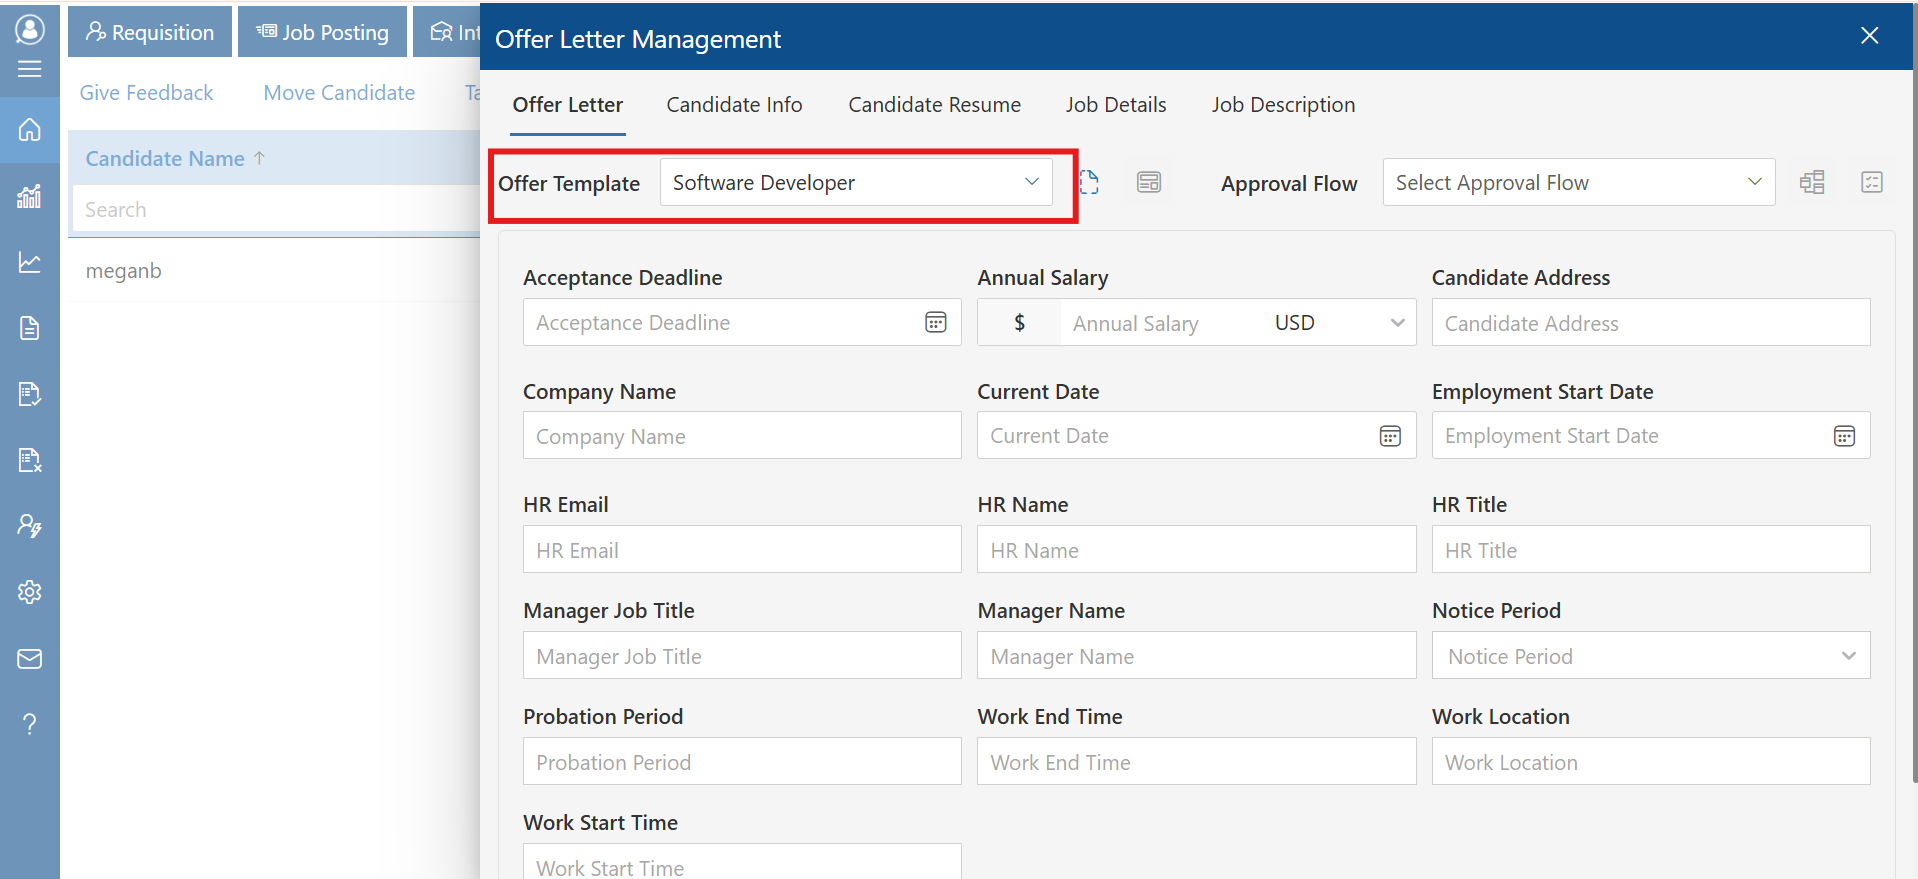 Requisition
Job Posting
Int
Offer Letter Management
Give Feedback
Move Candidate
Ta
Candidate Name ↑
Search
meganb
Offer Letter
Candidate Info
Candidate Resume
Job Details
Job Description
Offer Template
Software Developer
Approval Flow
Select Approval Flow
Acceptance Deadline
Annual Salary
Candidate Address
Acceptance Deadline
$
Annual Salary
USD
Candidate Address
Company Name
Current Date
Employment Start Date
Company Name
Current Date
Employment Start Date
HR Email
HR Name
HR Title
HR Email
HR Name
HR Title
Manager Job Title
Manager Name
Notice Period
Manager Job Title
Manager Name
Notice Period
Probation Period
Work End Time
Work Location
Probation Period
Work End Time
Work Location
Work Start Time
Work Start Time